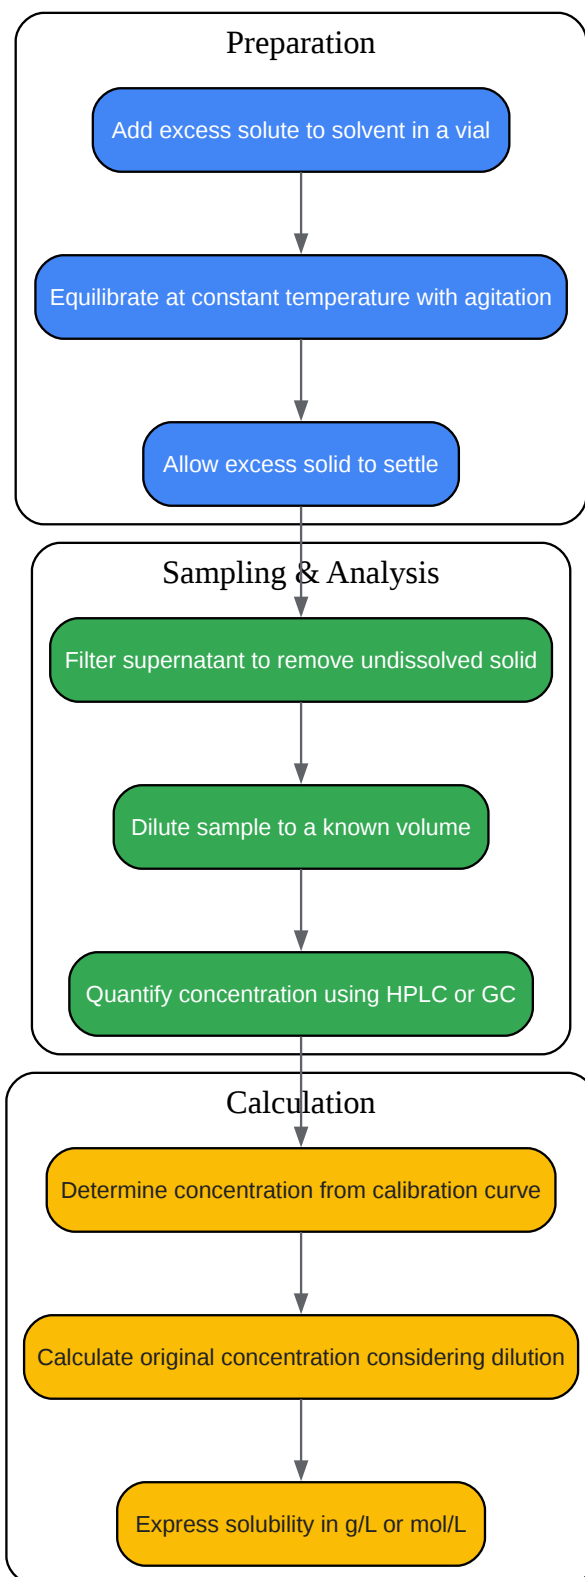 Preparation
Add excess solute to solvent in a vial
Equilibrate at constant temperature with agitation
Allow excess solid to settle
Sampling & Analysis
Filter supernatant to remove undissolved solid
Dilute sample to a known volume
Quantify concentration using HPLC or GC
Calculation
Determine concentration from calibration curve
Calculate original concentration considering dilution
Express solubility in g/L or mol/L